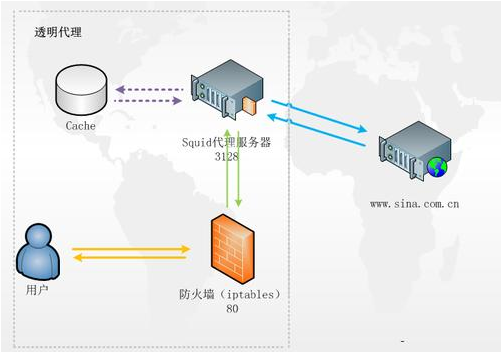 透明代理
Cache
Squid代理服务器
3128
www.sina.com.cn
用户
防火墙（iptables）
80
-